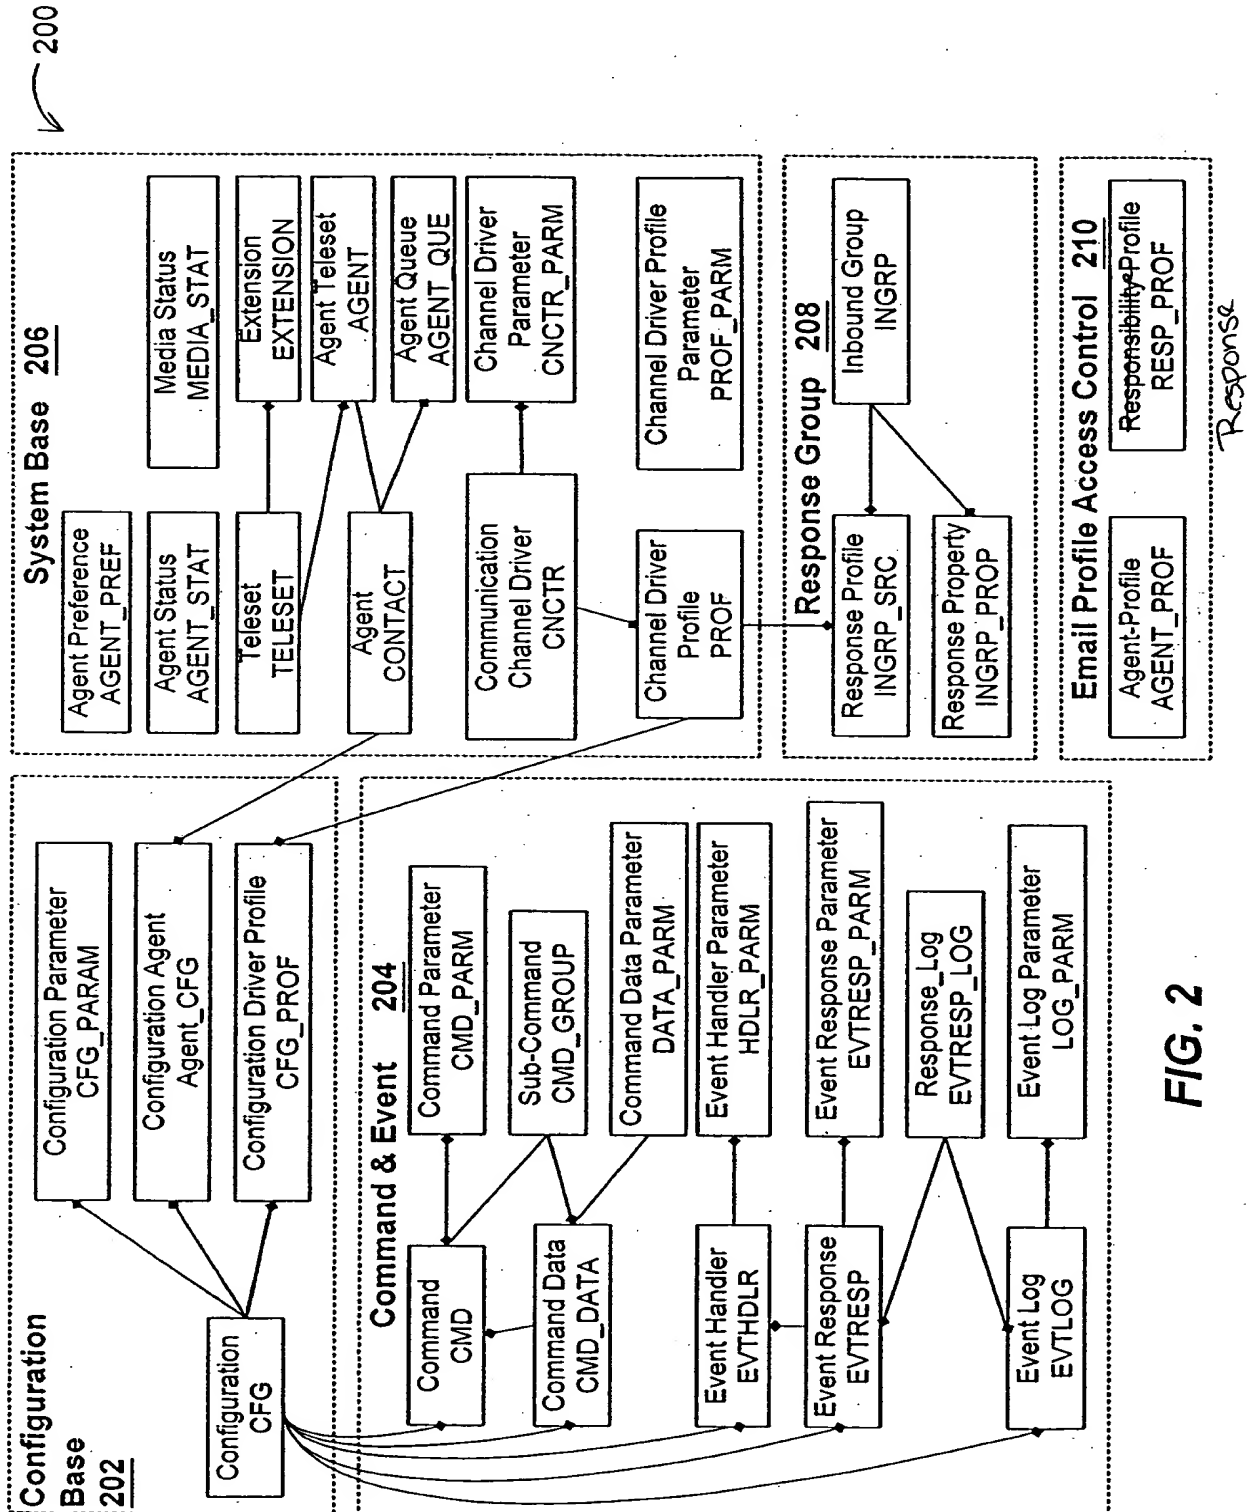 200
Configuration
Base
202
Configuration
CFG
Configuration Parameter
CFG_PARAM
Configuration Agent
Agent_CFG
Configuration Driver Profile
CFG_PROF
System Base 206
Agent Preference
AGENT_PREF
Agent Status
AGENT_STAT
Media Status
MEDIA_STAT
Teleset
TELESET
Extension
EXTENSION
Agent Teleset
AGENT
Agent
CONTACT
Agent Queue
AGENT_QUE
Communication
Channel Driver
CNCTR
Channel Driver
Parameter
CNCTR_PARM
Channel Driver
Profile
PROF
Channel Driver Profile
Parameter
PROF_PARM
Command & Event 204
Command
CMD
Command Parameter
CMD_PARM
Sub-Command
CMD_GROUP
Command Data
CMD_DATA
Command Data Parameter
DATA_PARM
Event Handler
EVTHDLR
Event Handler Parameter
HDLR_PARM
Event Response
EVTRESP
Event Response Parameter
EVTRESP_PARM
Response_Log
EVTRESP_LOG
Event Log
EVTLOG
Event Log Parameter
LOG_PARM
Response Group 208
Response Profile
INGRP_SRC
Inbound Group
INGRP
Response Property
INGRP_PROP
Email Profile Access Control 210
Agent-Profile
AGENT_PROF
ResponsibilityProfile
RESP_PROF
Response
FIG. 2